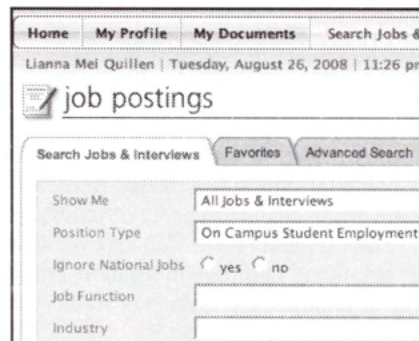 Home My Profile My Documents Search Jobs &
Lianna Mei Quillen | Tuesday, August 26, 2008 | 11:26 pm
job postings
Search Jobs & Interviews Favorites Advanced Search
Show Me All Jobs & Interviews
Position Type On Campus Student Employment
Ignore National Jobs yes no
Job Function
Industry